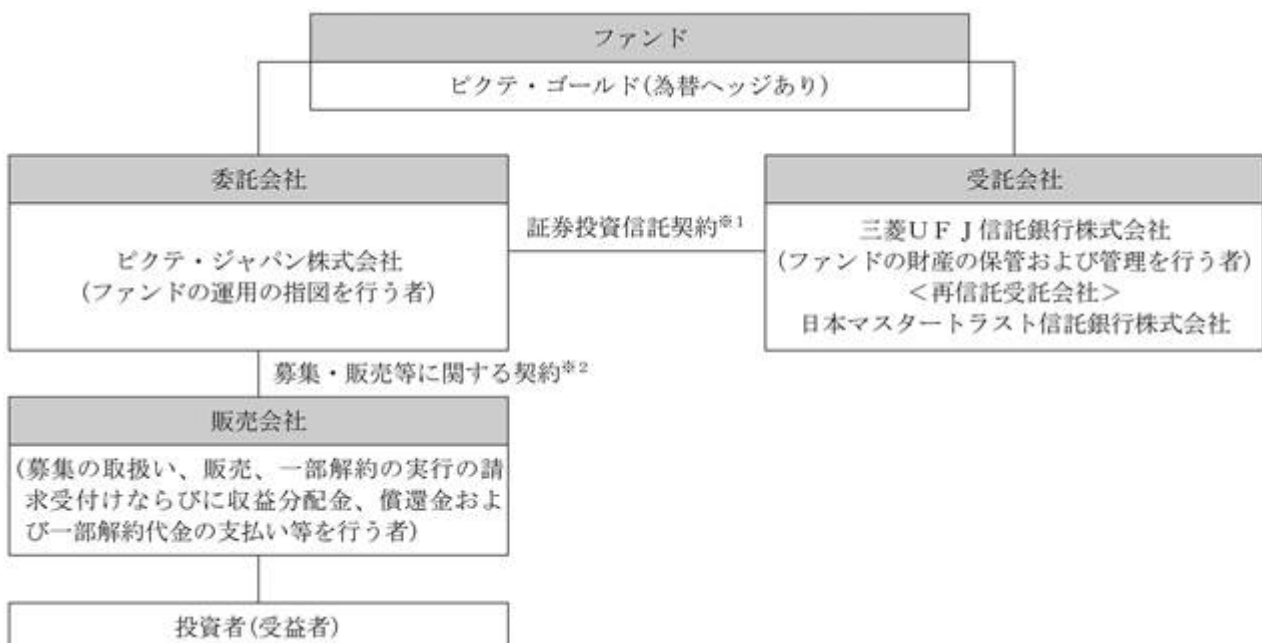 ファンド
ピクテ・ゴールド(為替ヘッジあり)
委託会社
ピクテ・ジャパン株式会社
(ファンドの運用の指図を行う者)
証券投資信託契約※1
受託会社
三菱UFJ信託銀行株式会社
(ファンドの財産の保管および管理を行う者)
<再信託受託会社>
日本マスタートラスト信託銀行株式会社
募集・販売等に関する契約※2
販売会社
(募集の取扱い、販売、一部解約の実行の請
求受付けならびに収益分配金、償還金およ
び一部解約代金の支払い等を行う者)
投資者(受益者)